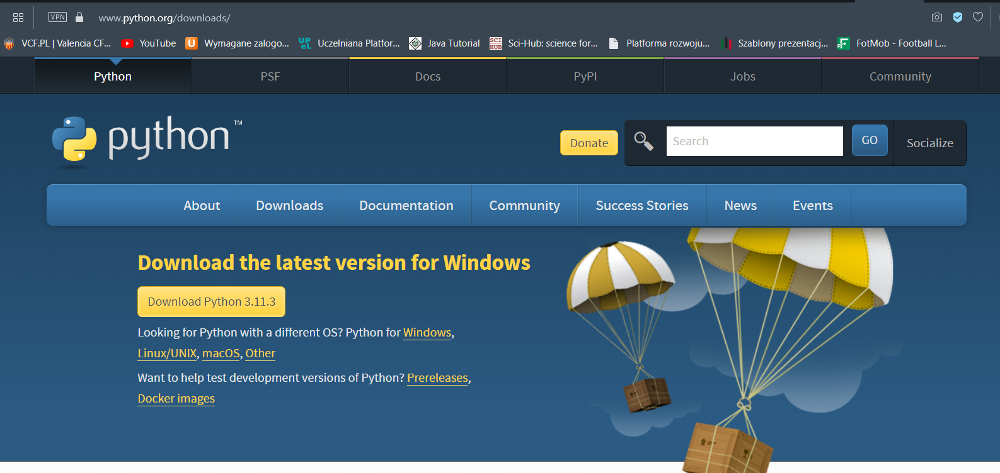 VPN www.python.org/downloads/
VCF.PL | Valencia CF... YouTube Wymagane zalogo... UPeL Uczelniana Platfor... Java Tutorial SCI HUB Sci-Hub: science for... Platforma rozwoju... Szablony prezentacj... FotMob - Football L...
Python PSF Docs PyPI Jobs Community
python™
Donate Search GO Socialize
About Downloads Documentation Community Success Stories News Events
Download the latest version for Windows
Download Python 3.11.3
Looking for Python with a different OS? Python for Windows,
Linux/UNIX, macOS, Other
Want to help test development versions of Python? Prereleases,
Docker images